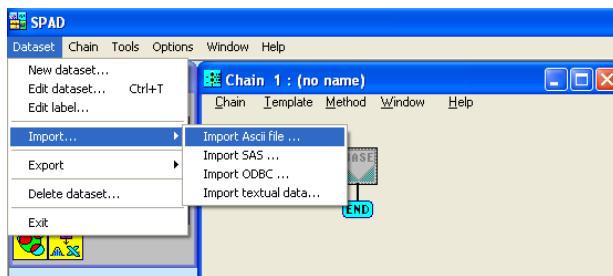 SPAD
Dataset Chain Tools Options Window Help
New dataset...
Edit dataset... Ctrl+T
Edit label...
Import...
Export
Delete dataset...
Exit
Import Ascii file ...
Import SAS ...
Import ODBC ...
Import textual data...
Chain 1 : (no name)
Chain Template Method Window Help
END